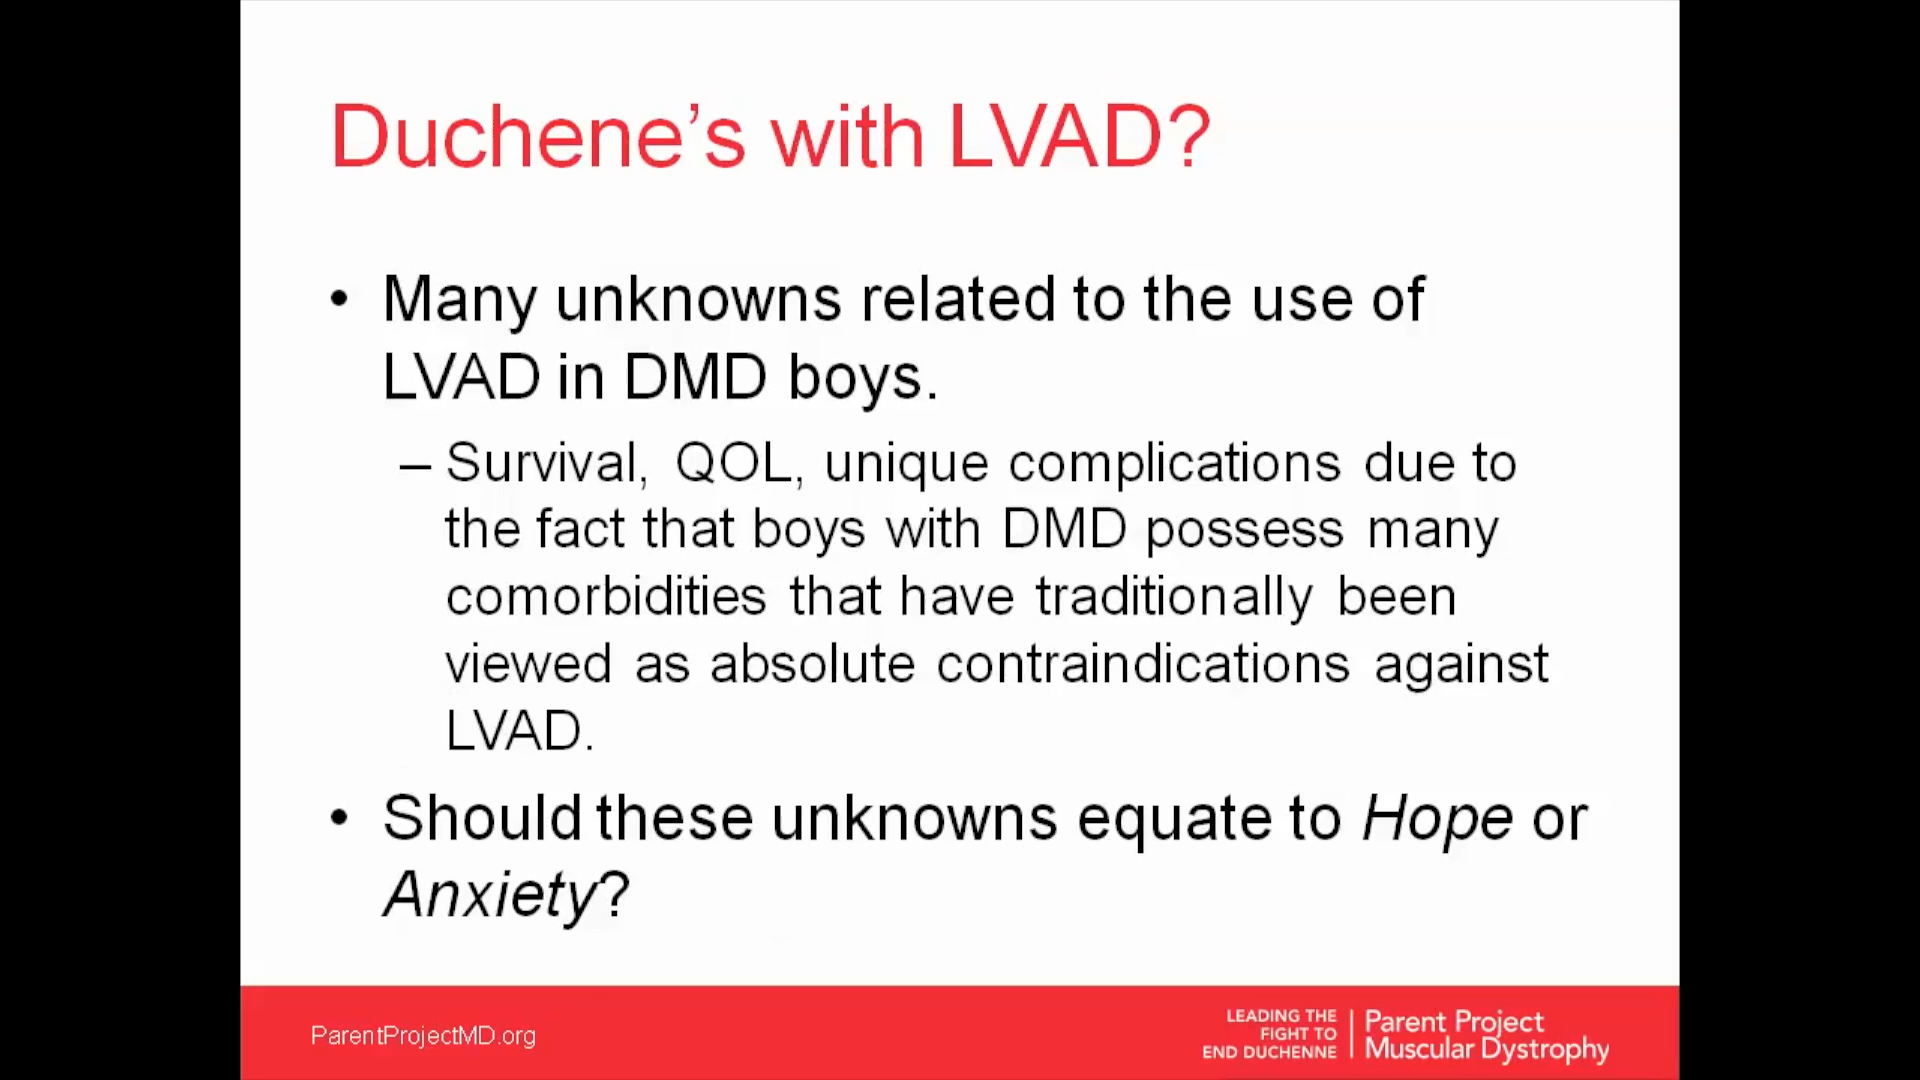 Duchene's with LVAD?
• Many unknowns related to the use of
LVAD in DMD boys.
– Survival, QOL, unique complications due to
the fact that boys with DMD possess many
comorbidities that have traditionally been
viewed as absolute contraindications against
LVAD.
• Should these unknowns equate to Hope or
Anxiety?
ParentProjectMD.org
LEADING THE
FIGHT TO
END DUCHENNE
Parent Project
Muscular Dystrophy